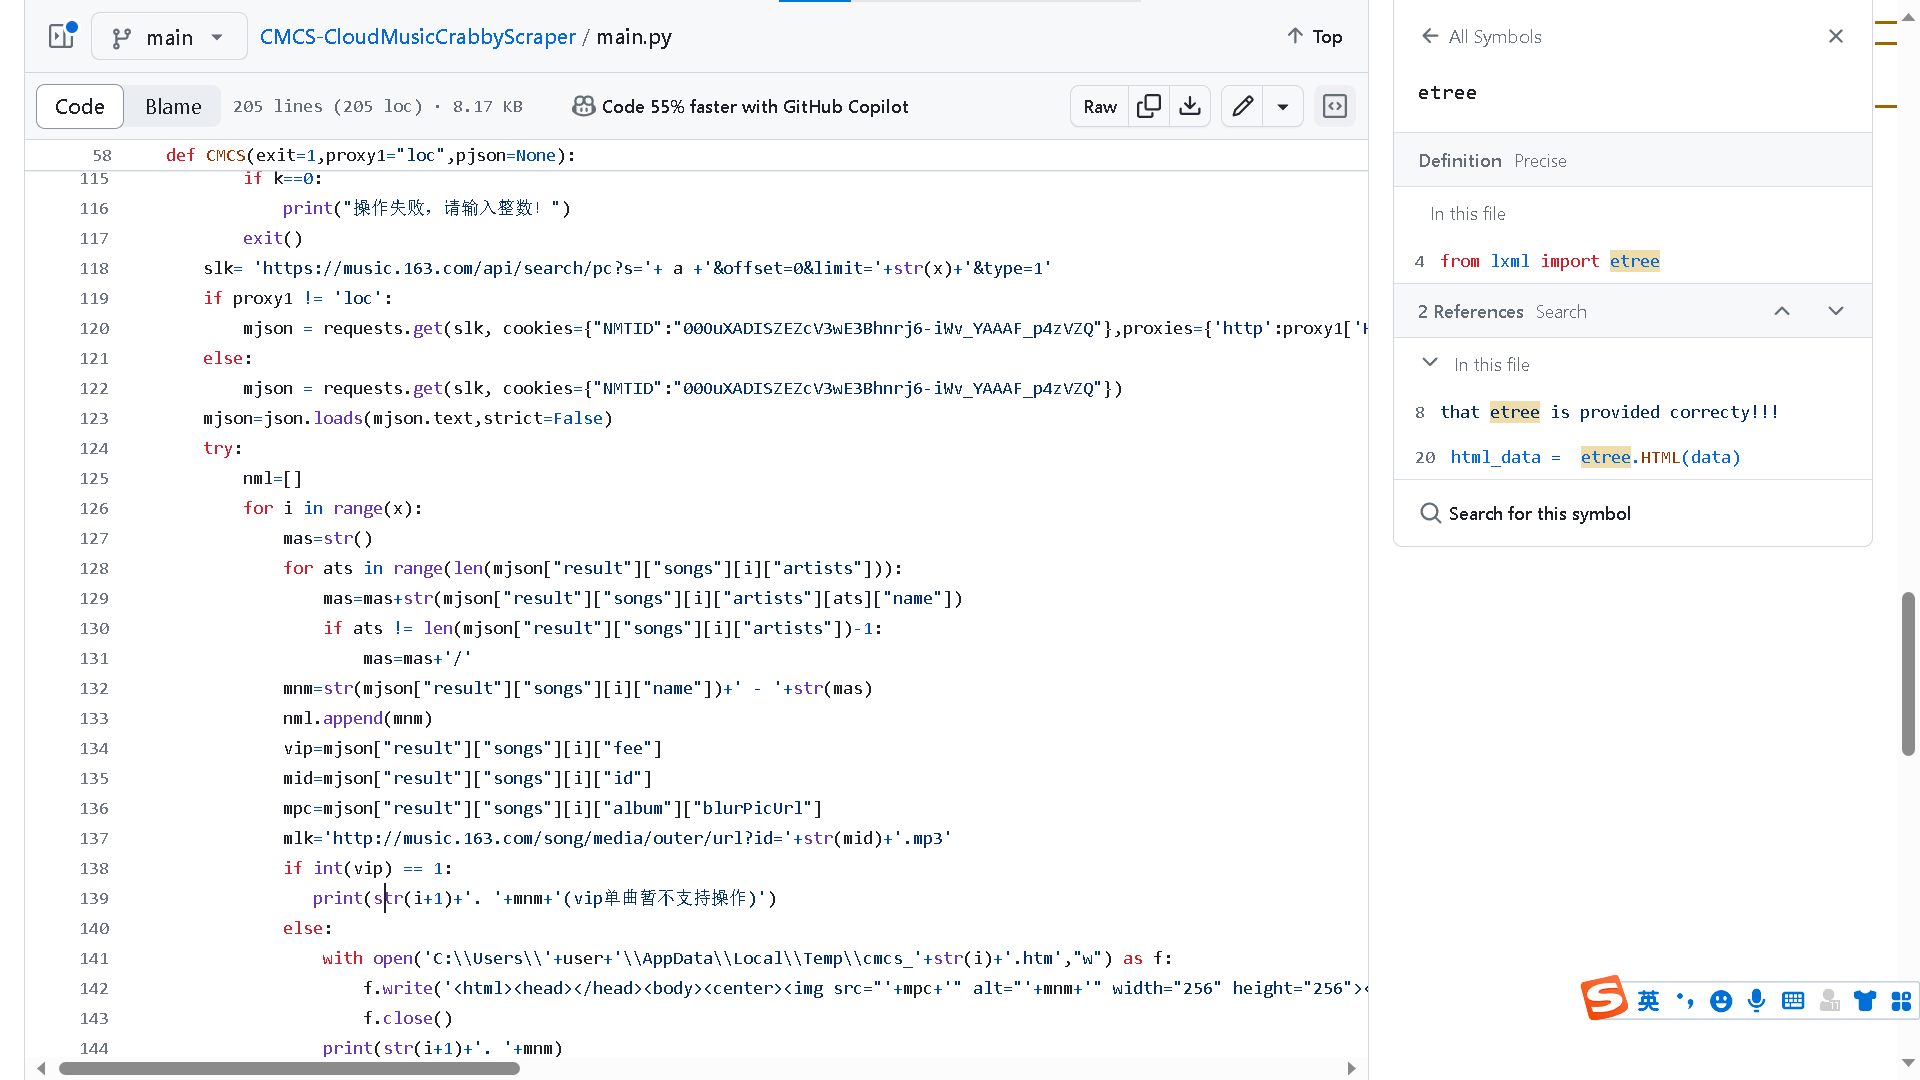 main
CMCS-CloudMusicCrabbyScraper / main.py
Top
Code
Blame
205 lines (205 loc) · 8.17 KB
Code 55% faster with GitHub Copilot
Raw
58 def CMCS(exit=1,proxy1="loc",pjson=None):
115 if k==0:
116 print("操作失败，请输入整数！")
117 exit()
118 slk= 'https://music.163.com/api/search/pc?s='+ a +'&offset=0&limit='+str(x)+'&type=1'
119 if proxy1 != 'loc':
120 mjson = requests.get(slk, cookies={"NMTID":"00OuXADISZEZcV3wE3Bhnrj6-iWv_YAAAF_p4zVZQ"},proxies={'http':proxy1['H
121 else:
122 mjson = requests.get(slk, cookies={"NMTID":"00OuXADISZEZcV3wE3Bhnrj6-iWv_YAAAF_p4zVZQ"})
123 mjson=json.loads(mjson.text,strict=False)
124 try:
125 nml=[]
126 for i in range(x):
127 mas=str()
128 for ats in range(len(mjson["result"]["songs"][i]["artists"])):
129 mas=mas+str(mjson["result"]["songs"][i]["artists"][ats]["name"])
130 if ats != len(mjson["result"]["songs"][i]["artists"])-1:
131 mas=mas+'/'
132 mnm=str(mjson["result"]["songs"][i]["name"])+' - '+str(mas)
133 nml.append(mnm)
134 vip=mjson["result"]["songs"][i]["fee"]
135 mid=mjson["result"]["songs"][i]["id"]
136 mpc=mjson["result"]["songs"][i]["album"]["blurPicUrl"]
137 mlk='http://music.163.com/song/media/outer/url?id='+str(mid)+'.mp3'
138 if int(vip) == 1:
139 print(str(i+1)+'. '+mnm+'(vip单曲暂不支持操作)')
140 else:
141 with open('C:\\Users\\'+user+'\\AppData\\Local\\Temp\\cmcs_'+str(i)+'.htm',"w") as f:
142 f.write('<html><head></head><body><center><img src="'+mpc+'" alt="'+mnm+'" width="256" height="256"><
143 f.close()
144 print(str(i+1)+'. '+mnm)
All Symbols
etree
Definition Precise
In this file
4 from lxml import etree
2 References Search
In this file
8 that etree is provided correcty!!!
20 html_data = etree.HTML(data)
Search for this symbol
英